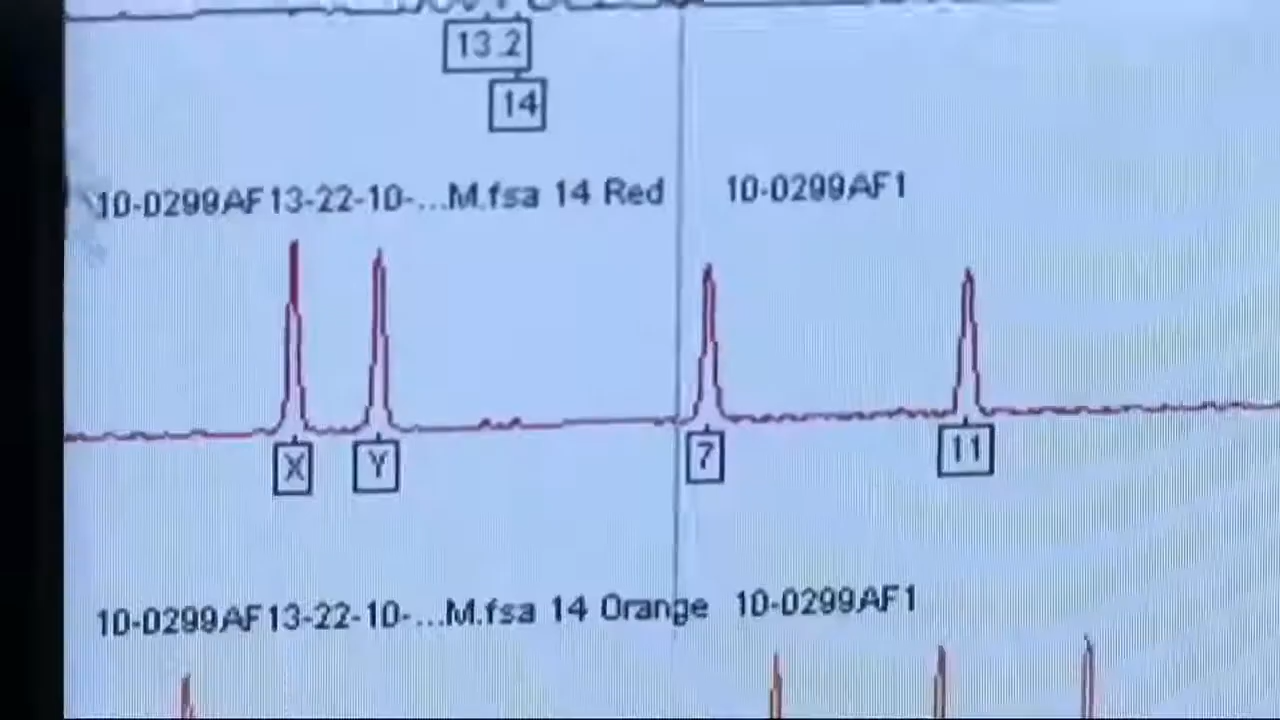 13.2
14
10-0299AF13-22-10-...M.fsa 14 Red 10-0299AF1
X Y 7 11
10-0299AF13-22-10-...M.fsa 14 Orange 10-0299AF1